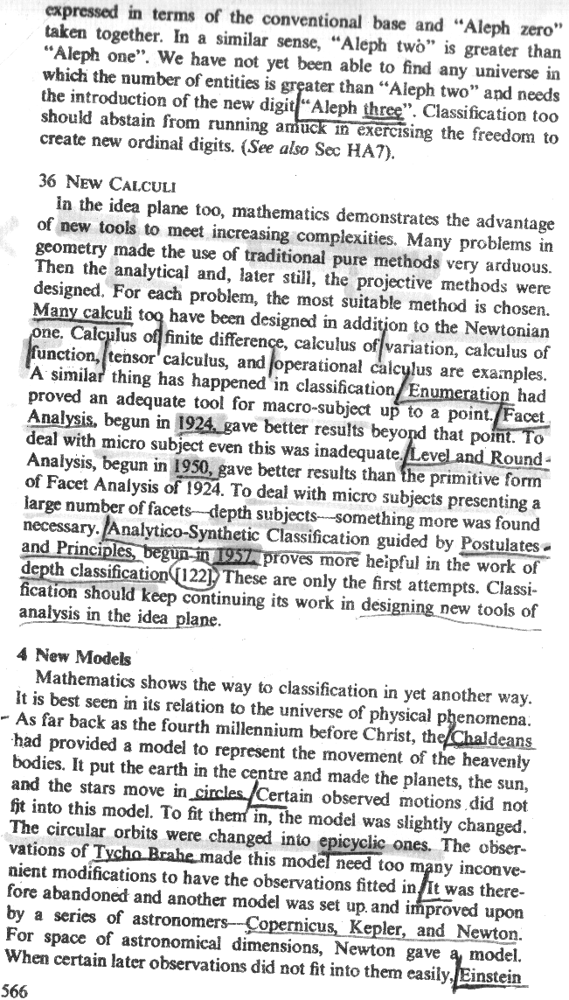 expressed in terms of the conventional base and “Aleph zero”
taken together. In a similar sense, “Aleph two” is greater than
“Aleph one”. We have not yet been able to find any universe in
which the number of entities is greater than “Aleph two” and needs
the introduction of the new digit “Aleph three”. Classification too
should abstain from running amuck in exercising the freedom to
create new ordinal digits. (See also Sec HA7).
36 NEW CALCULI
In the idea plane too, mathematics demonstrates the advantage
of new tools to meet increasing complexities. Many problems in
geometry made the use of traditional pure methods very arduous.
Then the analytical and, later still, the projective methods were
designed. For each problem, the most suitable method is chosen.
Many calculi too have been designed in addition to the Newtonian
one. Calculus of finite difference, calculus of variation, calculus of
function, tensor calculus, and operational calculus are examples.
A similar thing has happened in classification. Enumeration had
proved an adequate tool for macro-subject up to a point. Facet
Analysis, begun in 1924, gave better results beyond that point. To
deal with micro subject even this was inadequate. Level and Round
Analysis, begun in 1950, gave better results than the primitive form
of Facet Analysis of 1924. To deal with micro subjects presenting a
large number of facets—depth subjects—something more was found
necessary. Analytico-Synthetic Classification guided by Postulates
and Principles, begun in 1957, proves more helpful in the work of
depth classification [122]. These are only the first attempts. Classi-
fication should keep continuing its work in designing new tools of
analysis in the idea plane.
4 New Models
Mathematics shows the way to classification in yet another way.
It is best seen in its relation to the universe of physical phenomena.
As far back as the fourth millennium before Christ, the Chaldeans
had provided a model to represent the movement of the heavenly
bodies. It put the earth in the centre and made the planets, the sun,
and the stars move in circles. Certain observed motions did not
fit into this model. To fit them in, the model was slightly changed.
The circular orbits were changed into epicyclic ones. The obser-
vations of Tycho Brahe made this model need too many inconve-
nient modifications to have the observations fitted in. It was there-
fore abandoned and another model was set up and improved upon
by a series of astronomers—Copernicus, Kepler, and Newton.
For space of astronomical dimensions, Newton gave a model.
When certain later observations did not fit into them easily, Einstein
566